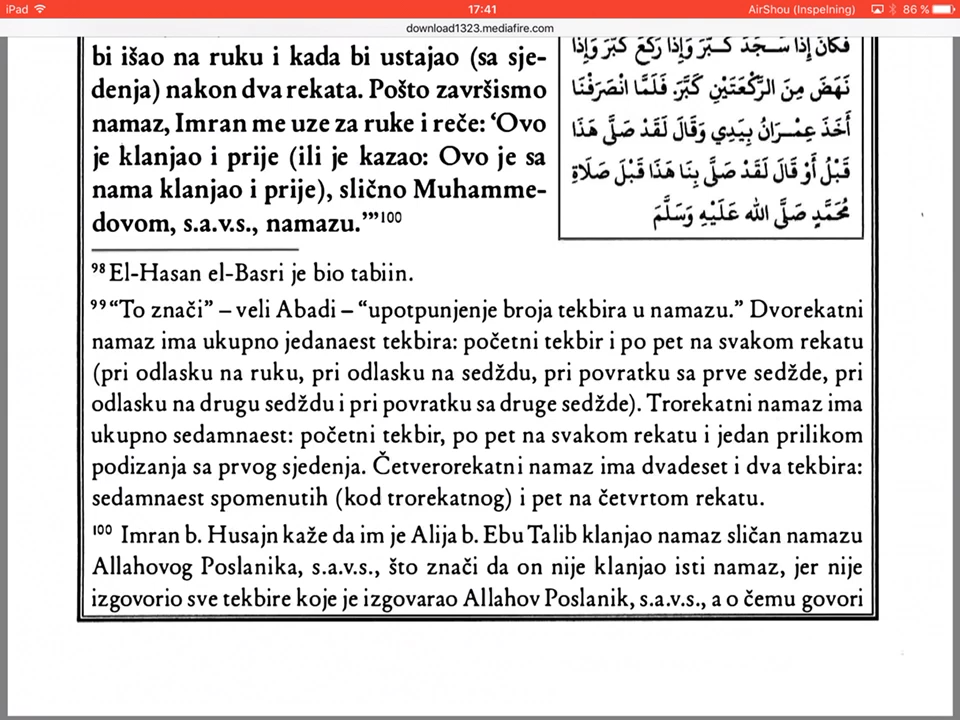 iPad
17:41
AirShou (Inspelning)
86 %
download1323.mediafire.com
bi išao na ruku i kada bi ustajao (sa sje-
denja) nakon dva rekata. Pošto završismo
namaz, Imran me uze za ruke i reče: ‘Ovo
je klanjao i prije (ili je kazao: Ovo je sa
nama klanjao i prije), slično Muhamme-
dovom, s.a.v.s., namazu.’”100
فَكَانَ إِذَا سَجَدَ كَبَّرَ وَإِذَا رَكَعَ كَبَّرَ وَإِذَا
نَهَضَ مِنَ الرَّكْعَتَيْنِ كَبَّرَ. فَلَمَّا انْصَرَفْنَا
أَخَذَ عِمْرَانُ بِيَدِي وَقَالَ لَقَدْ صَلَّى هَذَا
قَبْلُ أَوْ قَالَ لَقَدْ صَلَّى بِنَا هَذَا قَبْلَ صَلَاةِ
مُحَمَّدٍ صَلَّى الله عَلَيْهِ وَسَلَّمَ
98 El-Hasan el-Basri je bio tabiin.
99 “To znači” – veli Abadi – “upotpunjenje broja tekbira u namazu.” Dvorekatni
namaz ima ukupno jedanaest tekbira: početni tekbir i po pet na svakom rekatu
(pri odlasku na ruku, pri odlasku na sedždu, pri povratku sa prve sedžde, pri
odlasku na drugu sedždu i pri povratku sa druge sedžde). Trorekatni namaz ima
ukupno sedamnaest: početni tekbir, po pet na svakom rekatu i jedan prilikom
podizanja sa prvog sjedenja. Četverorekatni namaz ima dvadeset i dva tekbira:
sedamnaest spomenutih (kod trorekatnog) i pet na četvrtom rekatu.
100 Imran b. Husajn kaže da im je Alija b. Ebu Talib klanjao namaz sličan namazu
Allahovog Poslanika, s.a.v.s., što znači da on nije klanjao isti namaz, jer nije
izgovorio sve tekbire koje je izgovarao Allahov Poslanik, s.a.v.s., a o čemu govori